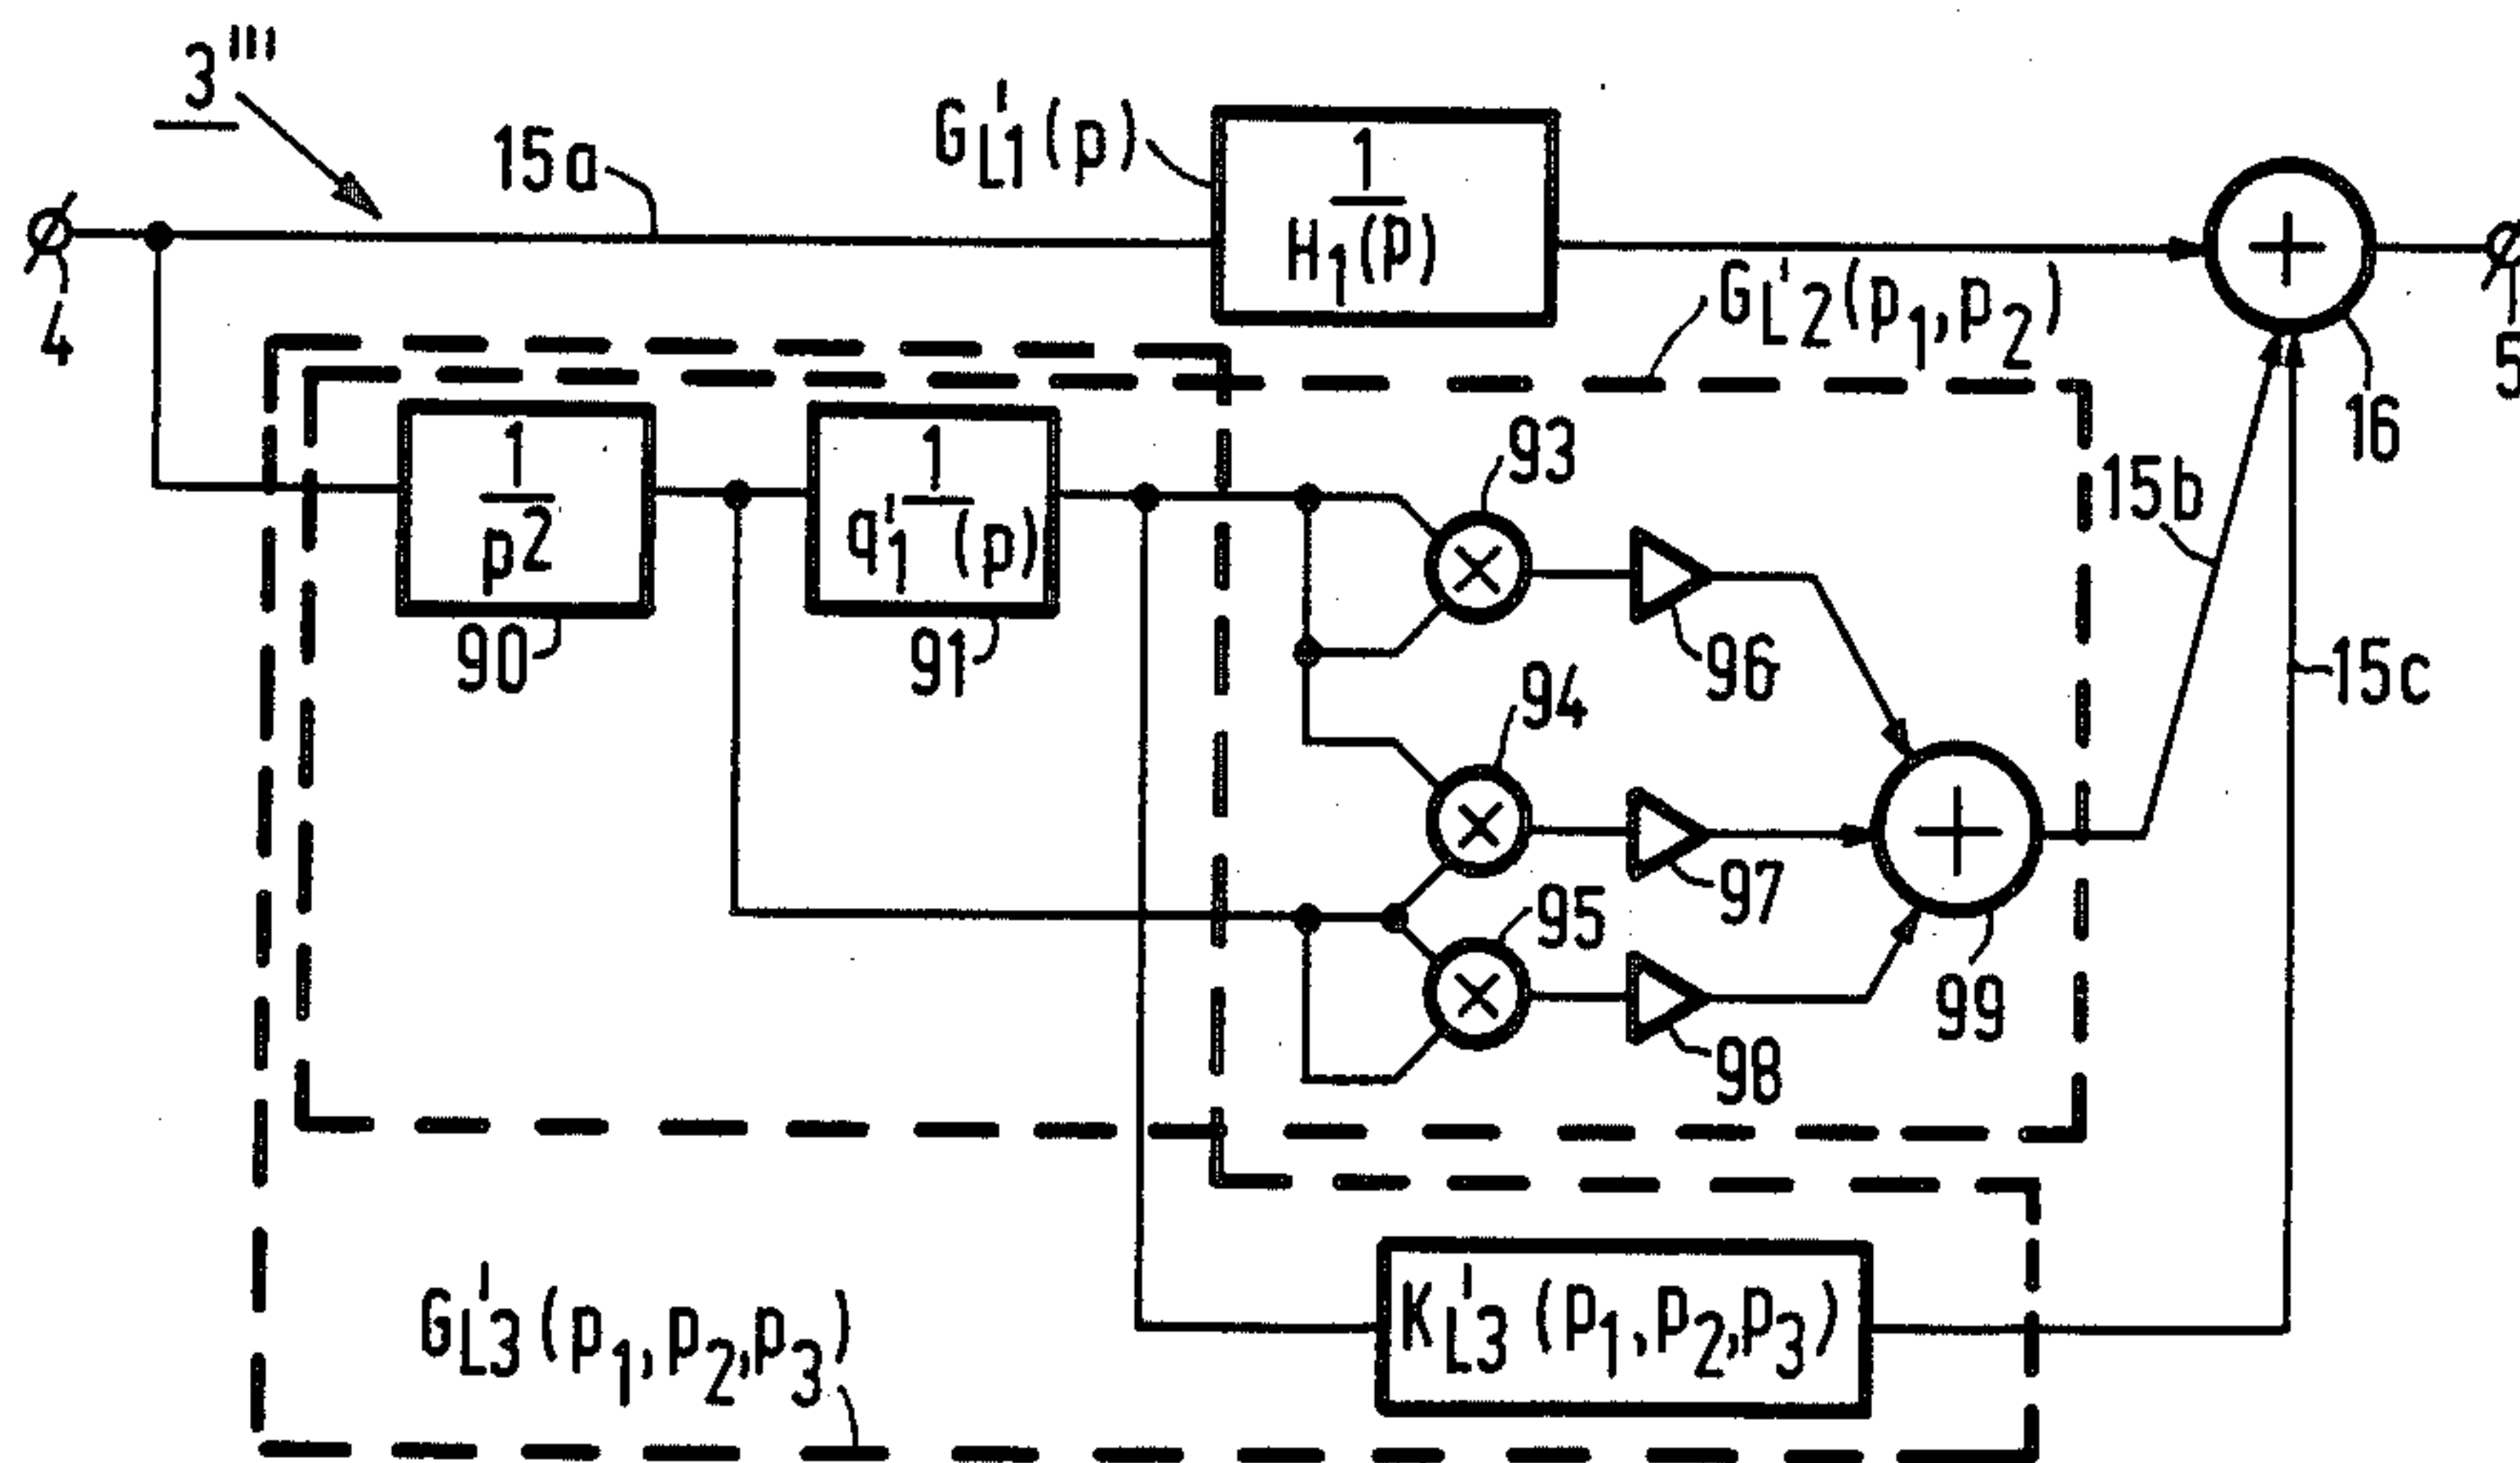 3'''
15a
G'L1(p)
1
H1(p)
4
G'L2(p1,p2)
5
16
1
p2
1
q'1(p)
93
15b
90
91
96
94
15c
97
95
99
98
G'L3(p1,p2,p3)
K'L3(p1,p2,p3)